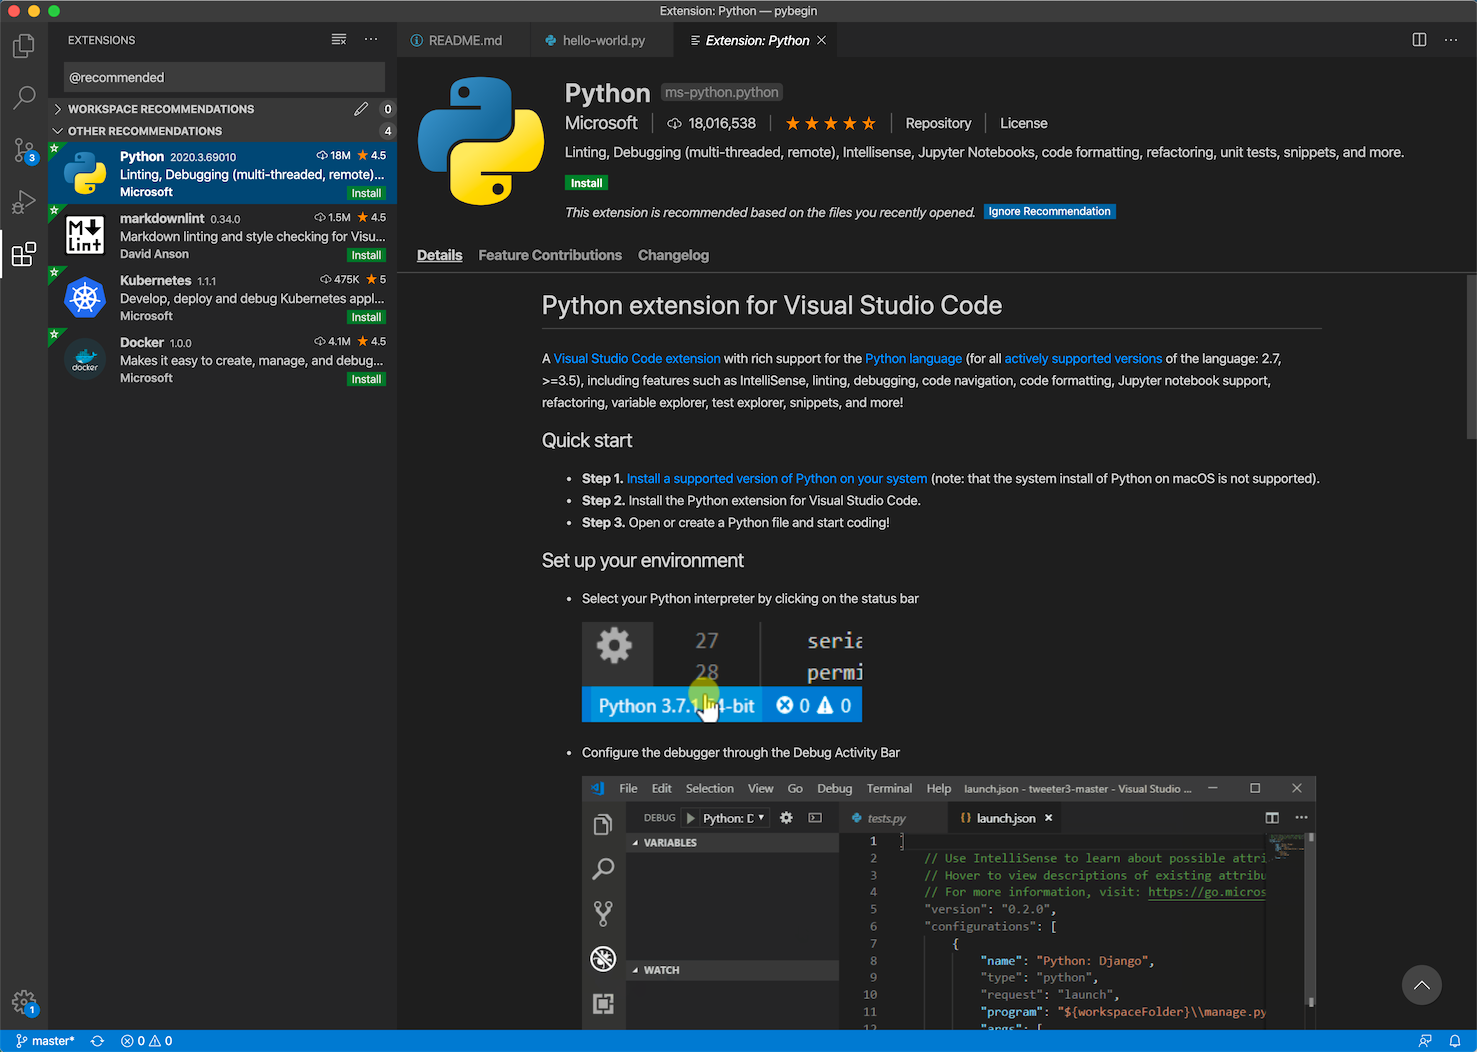 Extension: Python — pybegin
EXTENSIONS
README.md
hello-world.py
Extension: Python
@recommended
WORKSPACE RECOMMENDATIONS 0
OTHER RECOMMENDATIONS 4
Python 2020.3.69010 18M 4.5
Linting, Debugging (multi-threaded, remote)...
Microsoft Install
markdownlint 0.34.0 1.5M 4.5
Markdown linting and style checking for Visu...
David Anson Install
Kubernetes 1.1.1 475K 5
Develop, deploy and debug Kubernetes appl...
Microsoft Install
Docker 1.0.0 4.1M 4.5
Makes it easy to create, manage, and debug...
Microsoft Install
M
Lint
docker
3
1
Python ms-python.python
Microsoft 18,016,538 Repository License
Linting, Debugging (multi-threaded, remote), Intellisense, Jupyter Notebooks, code formatting, refactoring, unit tests, snippets, and more.
Install
This extension is recommended based on the files you recently opened. Ignore Recommendation
Details Feature Contributions Changelog
Python extension for Visual Studio Code
A Visual Studio Code extension with rich support for the Python language (for all actively supported versions of the language: 2.7,
>=3.5), including features such as IntelliSense, linting, debugging, code navigation, code formatting, Jupyter notebook support,
refactoring, variable explorer, test explorer, snippets, and more!
Quick start
• Step 1. Install a supported version of Python on your system (note: that the system install of Python on macOS is not supported).
• Step 2. Install the Python extension for Visual Studio Code.
• Step 3. Open or create a Python file and start coding!
Set up your environment
• Select your Python interpreter by clicking on the status bar
27 seria
28 permi
Python 3.7.1 -bit 0 0
• Configure the debugger through the Debug Activity Bar
File Edit Selection View Go Debug Terminal Help launch.json - tweeter3-master - Visual Studio ...
DEBUG Python: D tests.py {} launch.json
VARIABLES
WATCH
1
2 // Use IntelliSense to learn about possible attri
3 // Hover to view descriptions of existing attribu
4 // For more information, visit: https://go.micros
5 "version": "0.2.0",
6 "configurations": [
7 {
8 "name": "Python: Django",
9 "type": "python",
10 "request": "launch",
11 "program": "${workspaceFolder}\\manage.py
12 "args": [
master* 0 0